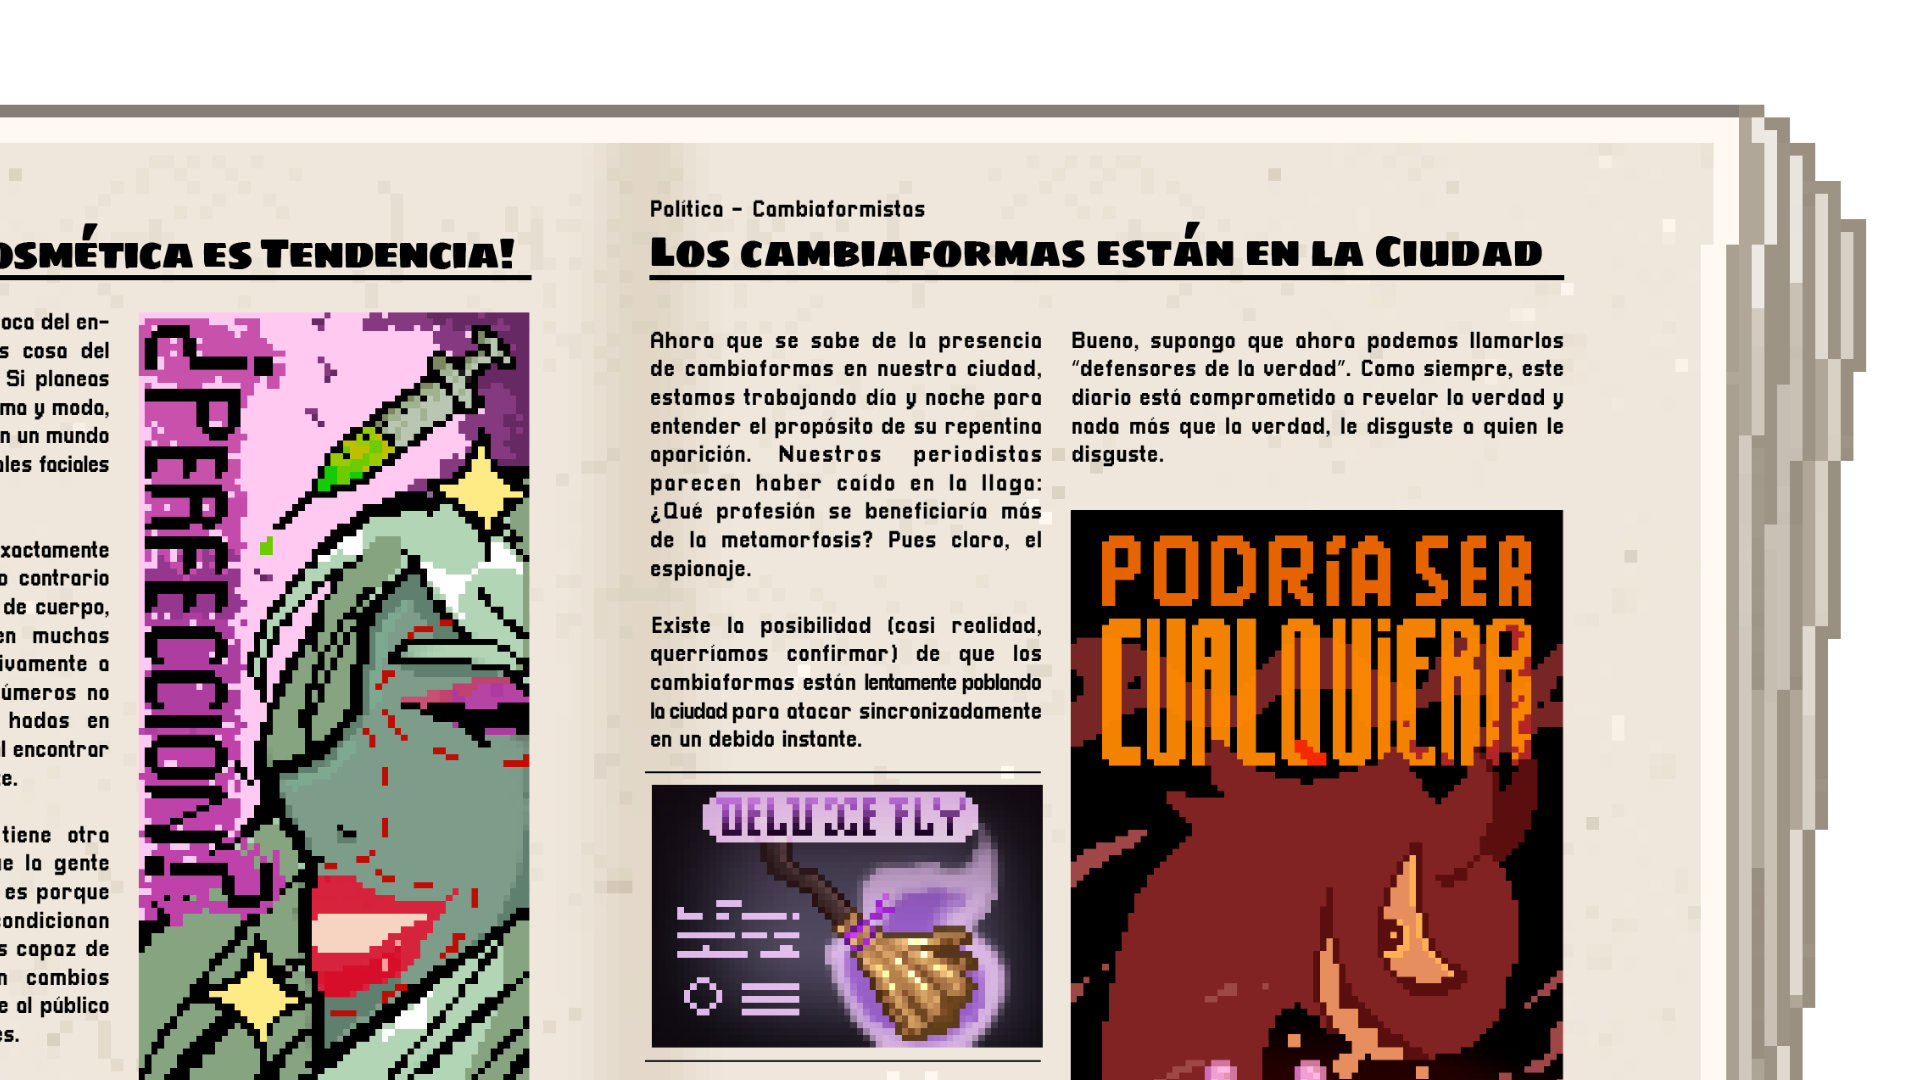 OSMÉTICA ES TENDENCIA!
oca del en-
s cosa del
Si planeas
ma y moda,
n un mundo
ales faciales
xactamente
o contrario
de cuerpo,
en muchas
ivamente a
úmeros no
hadas en
l encontrar
e.
tiene otra
ue la gente
es porque
condicionan
s capaz de
n cambios
e al público
es.
¿PERFECCIÓN?
Política - Cambiaformistas
LOS CAMBIAFORMAS ESTÁN EN LA CIUDAD
Ahora que se sabe de la presencia
de cambiaformas en nuestra ciudad,
estamos trabajando día y noche para
entender el propósito de su repentina
aparición. Nuestros periodistas
parecen haber caído en la llaga:
¿Qué profesión se beneficiaría más
de la metamorfosis? Pues claro, el
espionaje.
Existe la posibilidad (casi realidad,
querríamos confirmar) de que los
cambiaformas están lentamente poblando
la ciudad para atacar sincronizadamente
en un debido instante.
DELUXE FLY
Bueno, supongo que ahora podemos llamarlos
“defensores de la verdad”. Como siempre, este
diario está comprometido a revelar la verdad y
nada más que la verdad, le disguste a quien le
disguste.
PODRÍA SER
CUALQUIERA